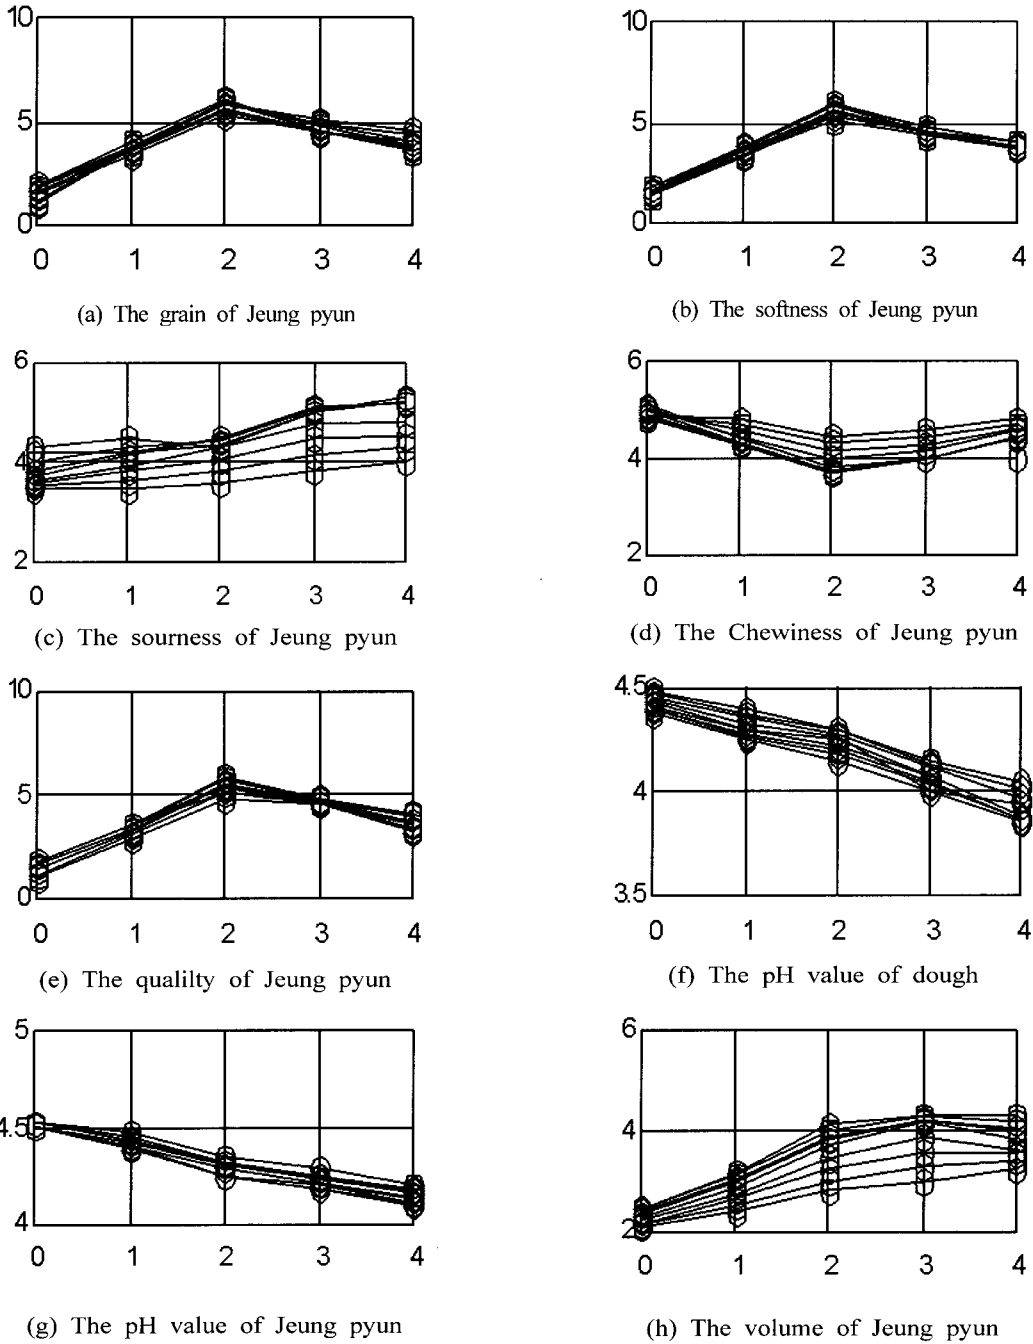 10
5
0
0 1 2 3 4
(a) The grain of Jeung pyun
10
5
0
0 1 2 3 4
(b) The softness of Jeung pyun
6
4
2
0 1 2 3 4
(c) The sourness of Jeung pyun
6
4
2
0 1 2 3 4
(d) The Chewiness of Jeung pyun
10
5
0
0 1 2 3 4
(e) The qualilty of Jeung pyun
4.5
4
3.5
0 1 2 3 4
(f) The pH value of dough
5
4.5
4
0 1 2 3 4
(g) The pH value of Jeung pyun
6
4
2
0 1 2 3 4
(h) The volume of Jeung pyun